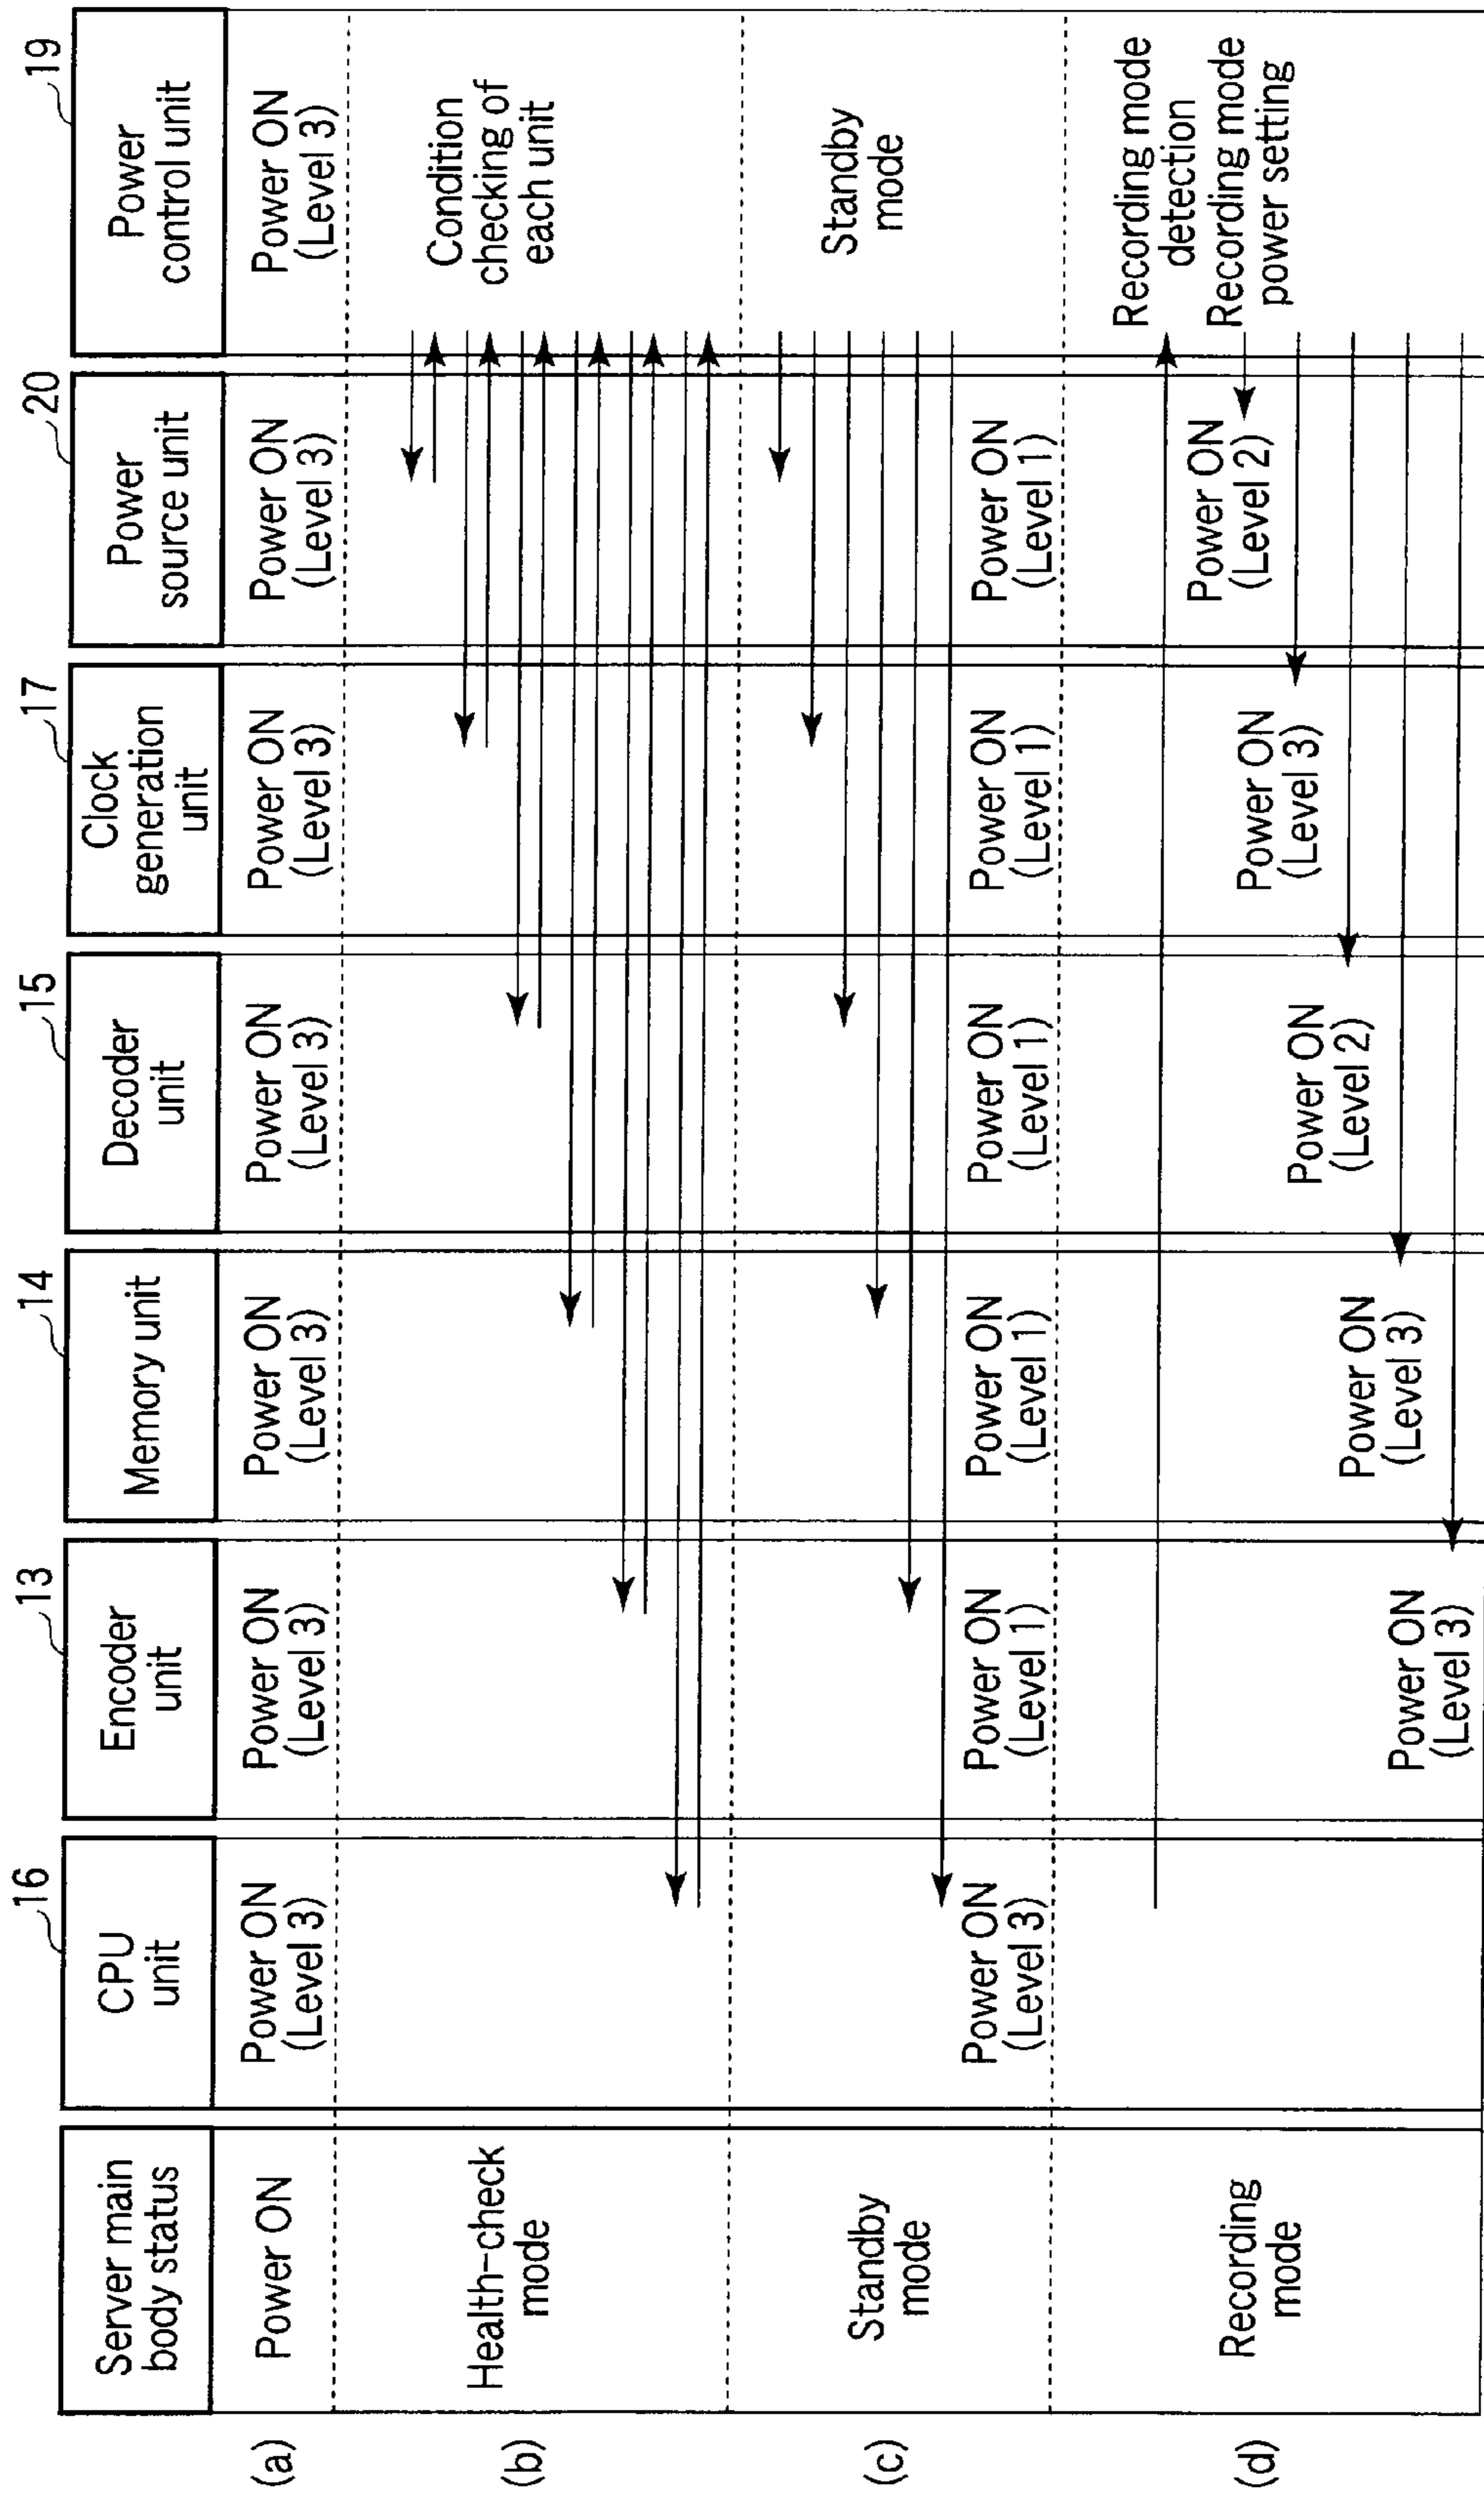 Server main
body status
16
CPU
unit
13
Encoder
unit
14
Memory unit
15
Decoder
unit
17
Clock
generation
unit
20
Power
source unit
19
Power
control unit
(a)
Power ON
Power ON
(Level 3)
Power ON
(Level 3)
Power ON
(Level 3)
Power ON
(Level 3)
Power ON
(Level 3)
Power ON
(Level 3)
Power ON
(Level 3)
(b)
Health-check
mode
Condition
checking of
each unit
(c)
Standby
mode
Power ON
(Level 3)
Power ON
(Level 1)
Power ON
(Level 1)
Power ON
(Level 1)
Power ON
(Level 1)
Power ON
(Level 1)
Standby
mode
(d)
Recording
mode
Recording mode
detection
Recording mode
power setting
Power ON
(Level 2)
Power ON
(Level 3)
Power ON
(Level 2)
Power ON
(Level 3)
Power ON
(Level 3)